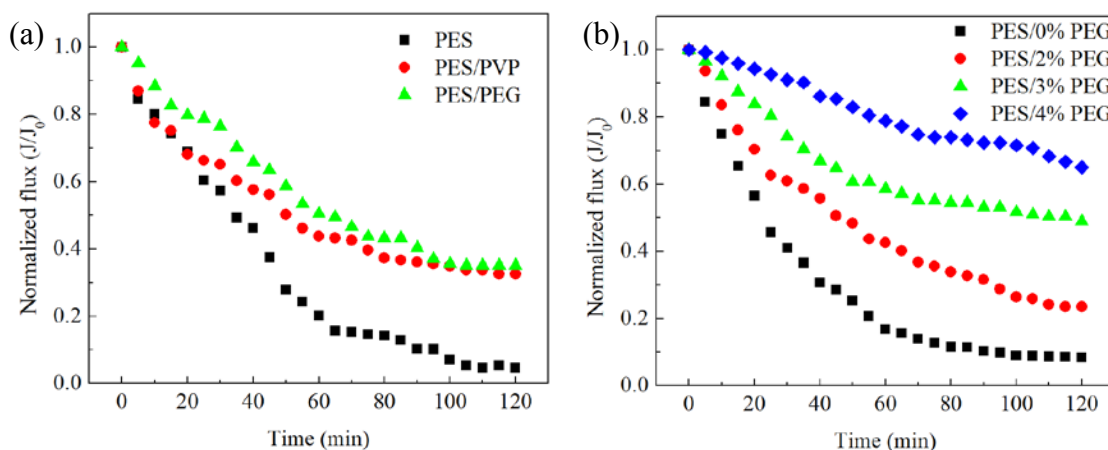 (a)
PES
PES/PVP
PES/PEG
1.0
0.8
0.6
0.4
0.2
0.0
Normalized flux (J/J0)
0 20 40 60 80 100 120
Time (min)
(b)
PES/0% PEG
PES/2% PEG
PES/3% PEG
PES/4% PEG
1.0
0.8
0.6
0.4
0.2
0.0
Normalized flux (J/J0)
0 20 40 60 80 100 120
Time (min)